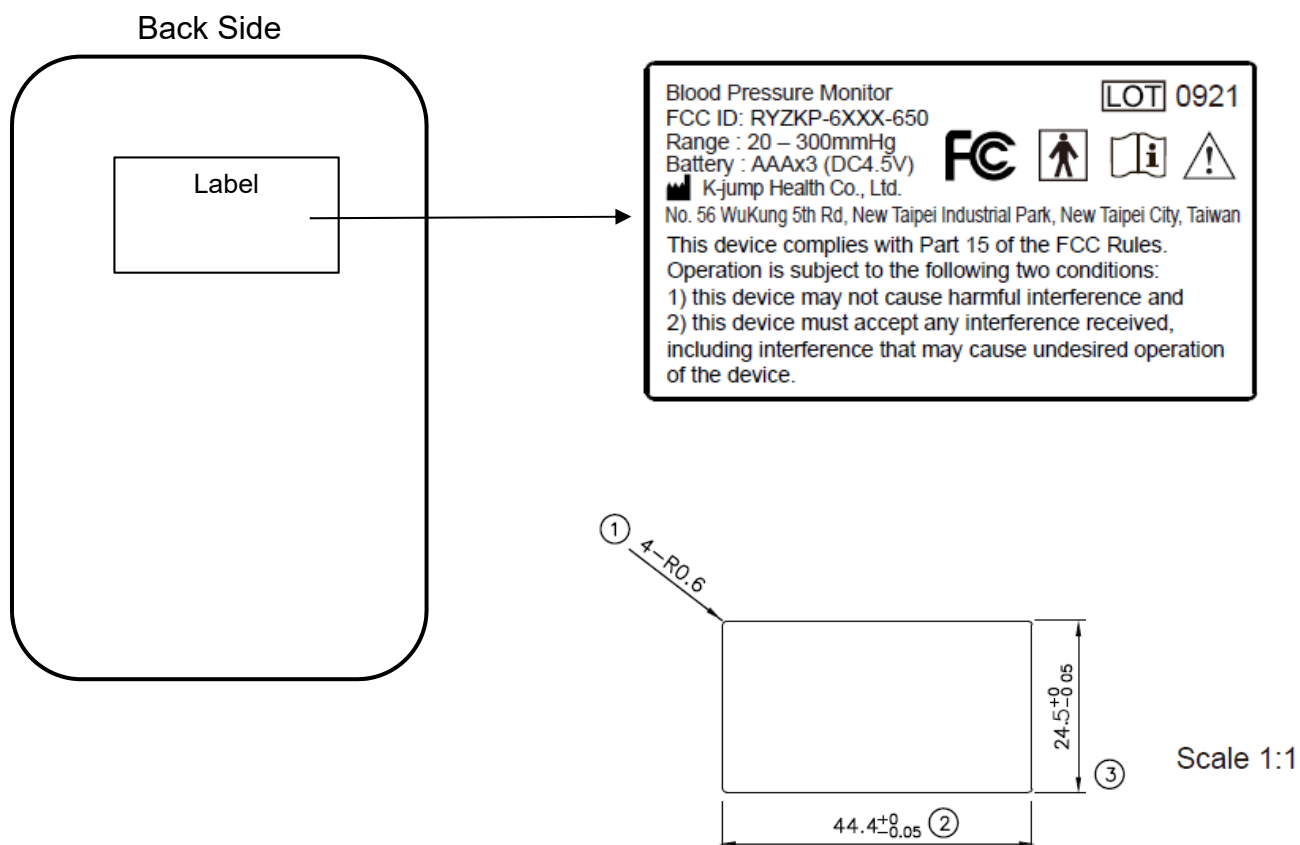 Back Side
Label
Blood Pressure Monitor
LOT 0921
FCC ID: RYZKP-6XXX-650
Range : 20 – 300mmHg
Battery : AAAx3 (DC4.5V)
FC
K-jump Health Co., Ltd.
No. 56 WuKung 5th Rd, New Taipei Industrial Park, New Taipei City, Taiwan
This device complies with Part 15 of the FCC Rules.
Operation is subject to the following two conditions:
1) this device may not cause harmful interference and
2) this device must accept any interference received,
including interference that may cause undesired operation
of the device.
1 4-R0.6
24.5+0-0.05
3
Scale 1:1
44.4+0-0.05 2